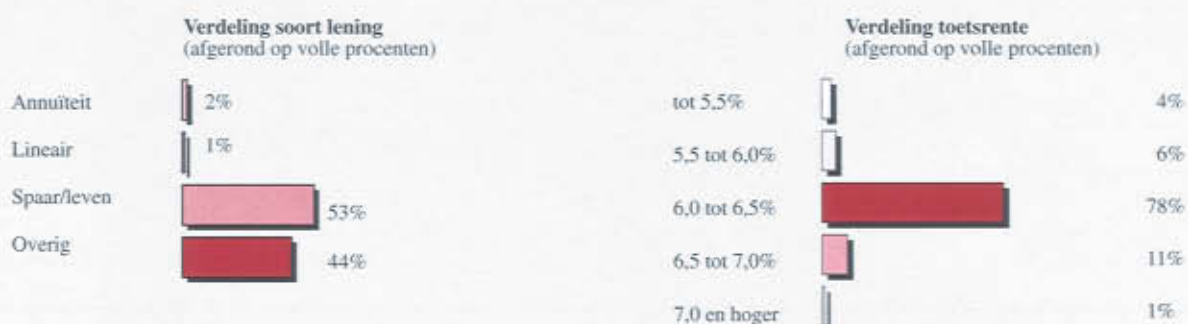 Verdeling soort lening
(afgerond op volle procenten)
Annuïteit 2%
Lineair 1%
Spaar/leven 53%
Overig 44%
Verdeling toetsrente
(afgerond op volle procenten)
tot 5,5% 4%
5,5 tot 6,0% 6%
6,0 tot 6,5% 78%
6,5 tot 7,0% 11%
7,0 en hoger 1%